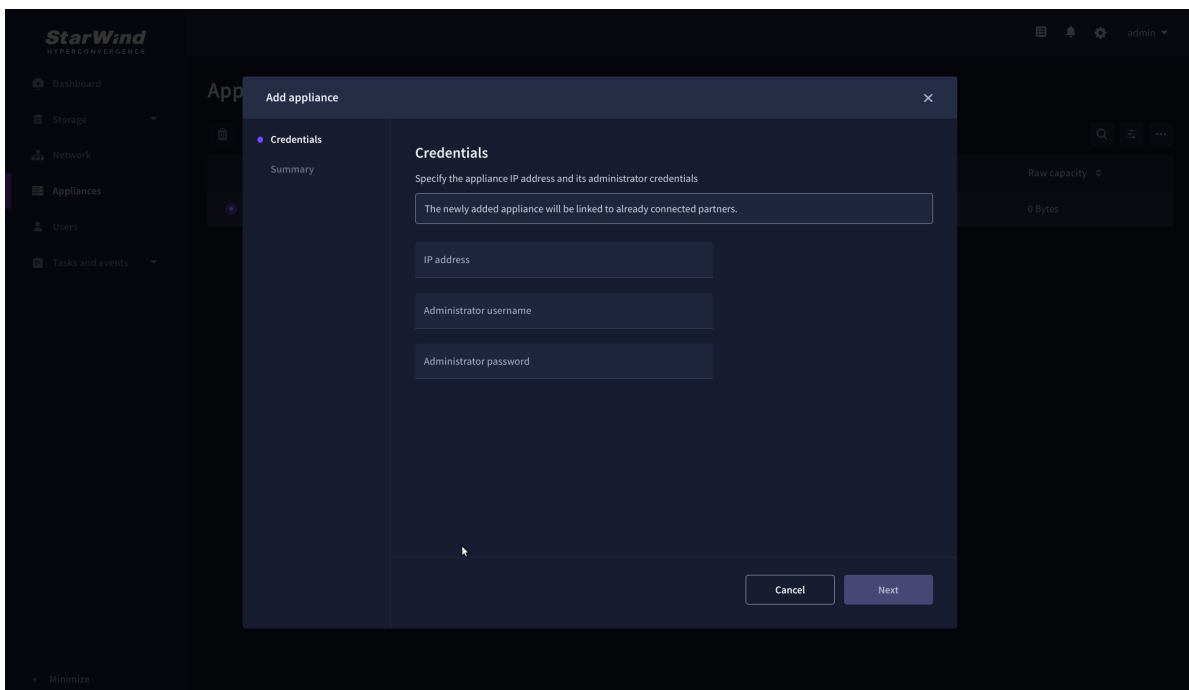 StarWind
HYPERCONVERGENCE
admin
Dashboard
Storage
Network
Appliances
Users
Tasks and events
Minimize
App
Raw capacity
0 Bytes
Add appliance
Credentials
Summary
Credentials
Specify the appliance IP address and its administrator credentials
The newly added appliance will be linked to already connected partners.
IP address
Administrator username
Administrator password
Cancel
Next